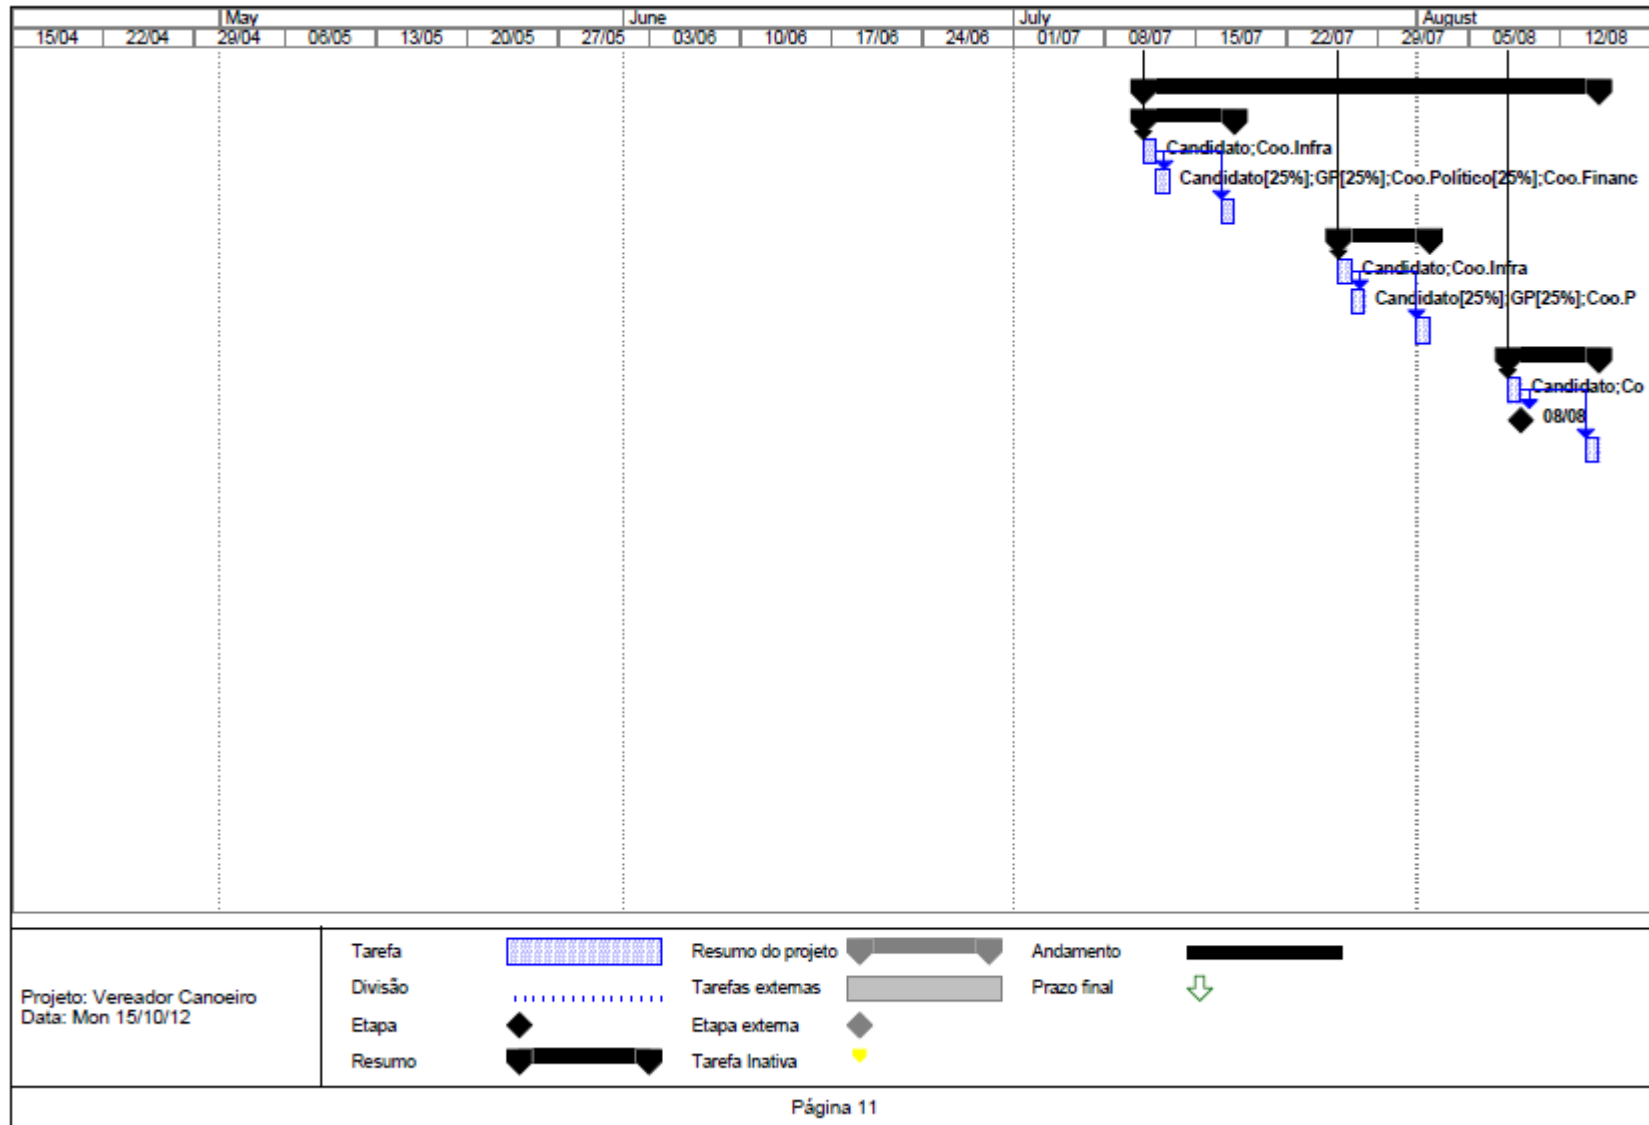 May June July August
15/04 22/04 29/04 06/05 13/05 20/05 27/05 03/06 10/06 17/06 24/06 01/07 08/07 15/07 22/07 29/07 05/08 12/08
Candidato;Coo.Infra
Candidato[25%];GP[25%];Coo.Político[25%];Coo.Financ
Candidato;Coo.Infra
Candidato[25%];GP[25%];Coo.P
Candidato;Co
08/08
Projeto: Vereador Canoeiro
Data: Mon 15/10/12
Tarefa Resumo do projeto Andamento
Divisão Tarefas externas Prazo final
Etapa Etapa externa
Resumo Tarefa Inativa
Página 11